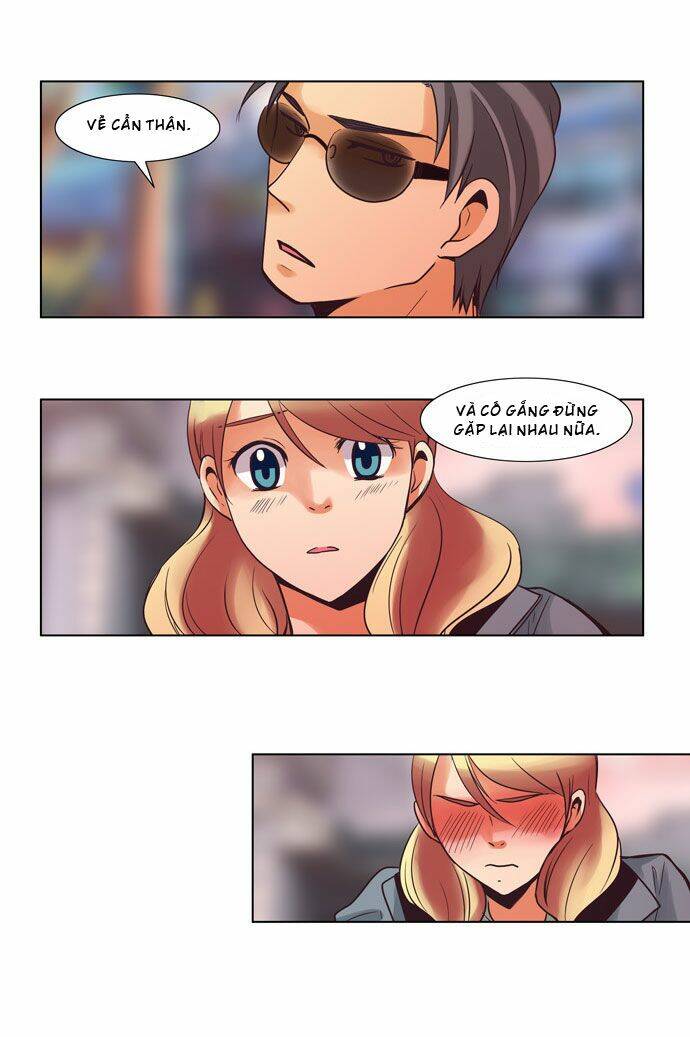 VỀ CẨN THẬN.
VÀ CỐ GẮNG ĐỪNG
GẶP LẠI NHAU NỮA.